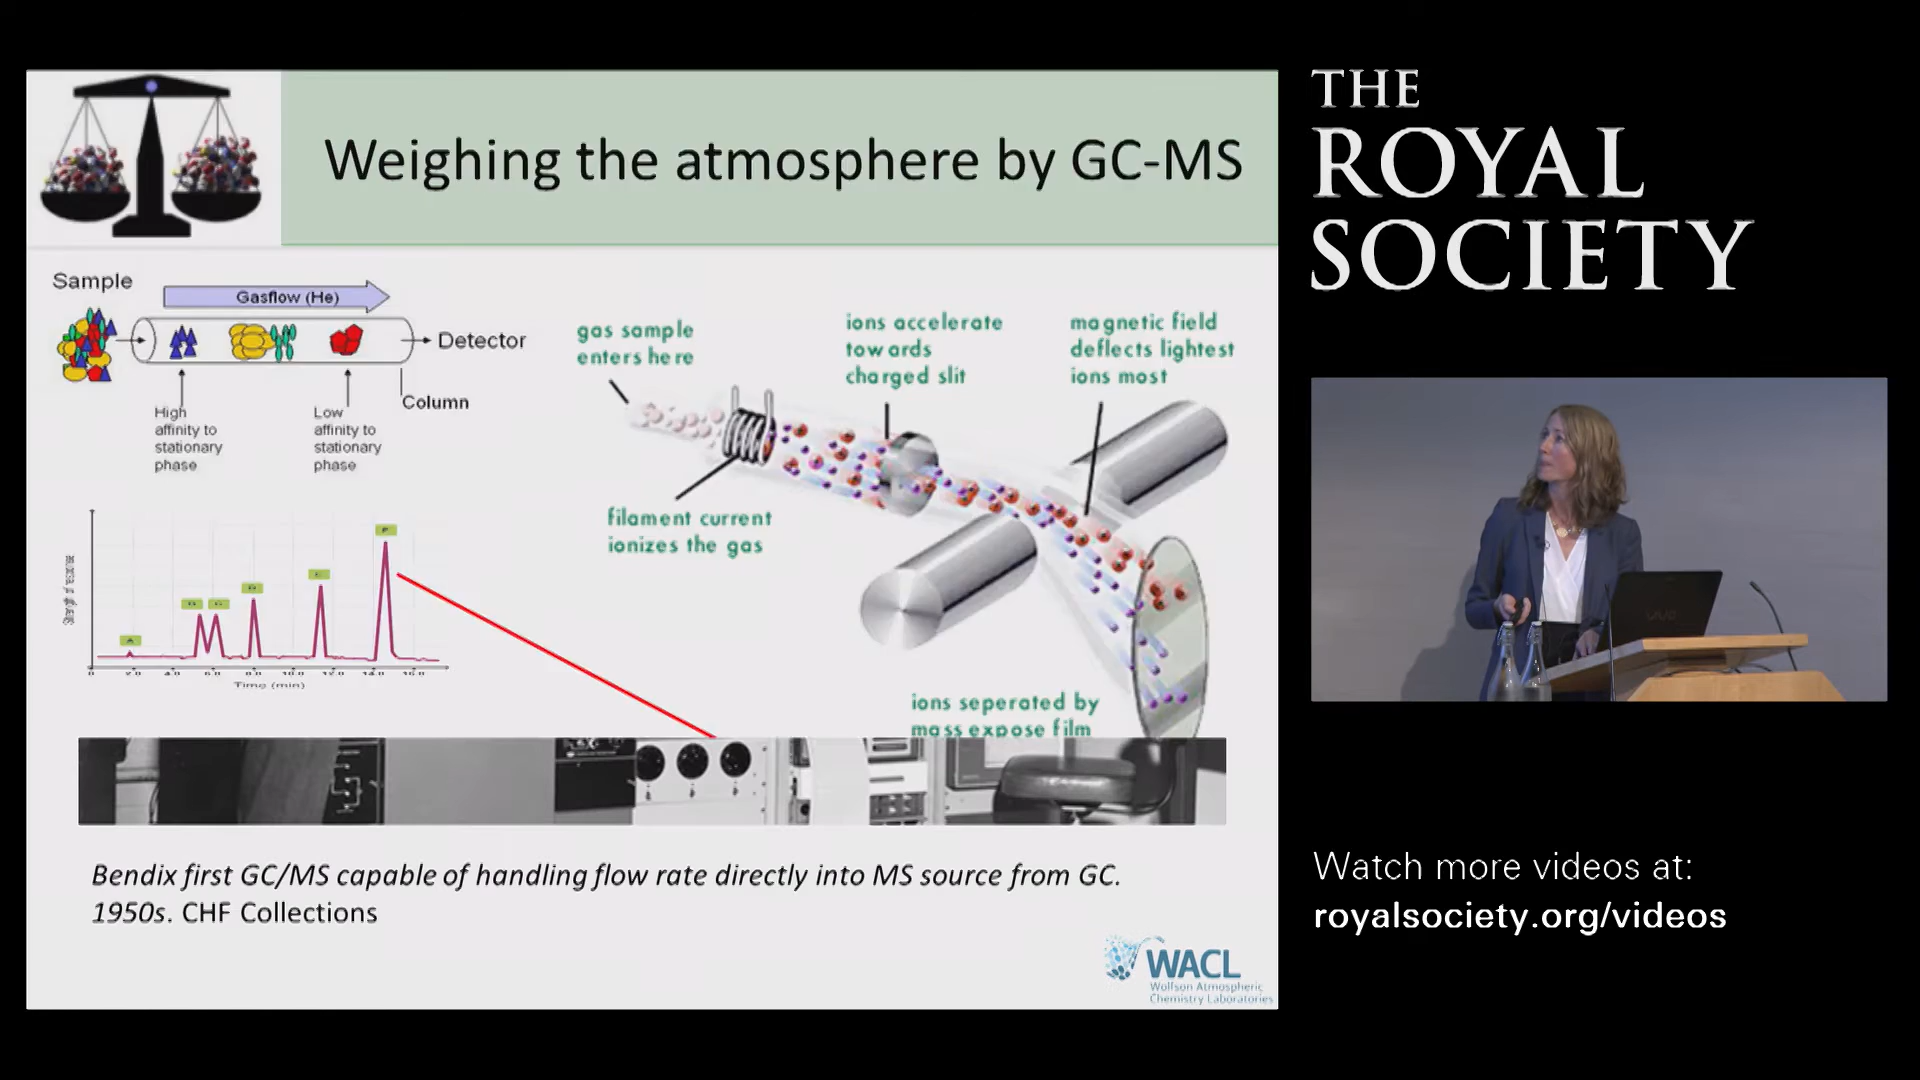 Weighing the atmosphere by GC-MS
THE
ROYAL
SOCIETY
Sample
Gasflow (He)
Detector
Column
High
affinity to
stationary
phase
Low
affinity to
stationary
phase
gas sample
enters here
ions accelerate
towards
charged slit
magnetic field
deflects lightest
ions most
filament current
ionizes the gas
ions seperated by
mass expose film
A
Time (min)
Bendix first GC/MS capable of handling flow rate directly into MS source from GC.
1950s. CHF Collections
WACL
Wolfson Atmospheric
Chemistry Laboratories
Watch more videos at:
royalsociety.org/videos